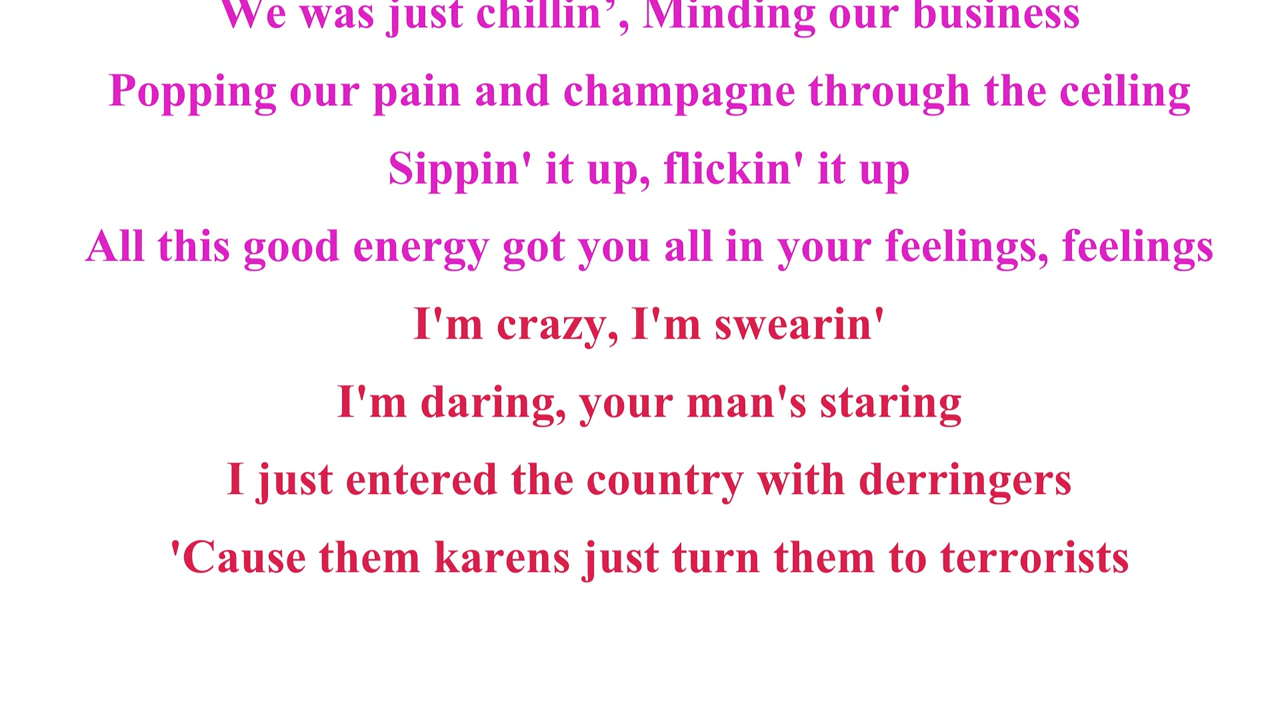 We was just chillin’, Minding our business
Popping our pain and champagne through the ceiling
Sippin' it up, flickin' it up
All this good energy got you all in your feelings, feelings
I'm crazy, I'm swearin'
I'm daring, your man's staring
I just entered the country with derringers
'Cause them karens just turn them to terrorists